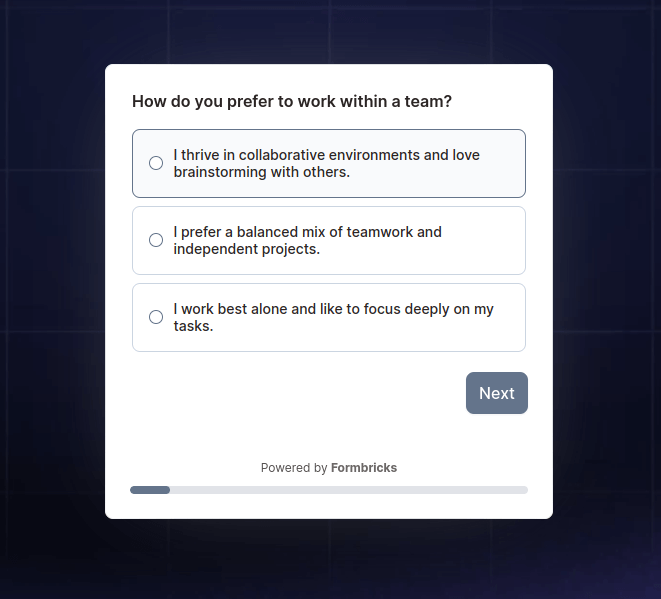 How do you prefer to work within a team?
I thrive in collaborative environments and love
brainstorming with others.
I prefer a balanced mix of teamwork and
independent projects.
I work best alone and like to focus deeply on my
tasks.
Next
Powered by Formbricks